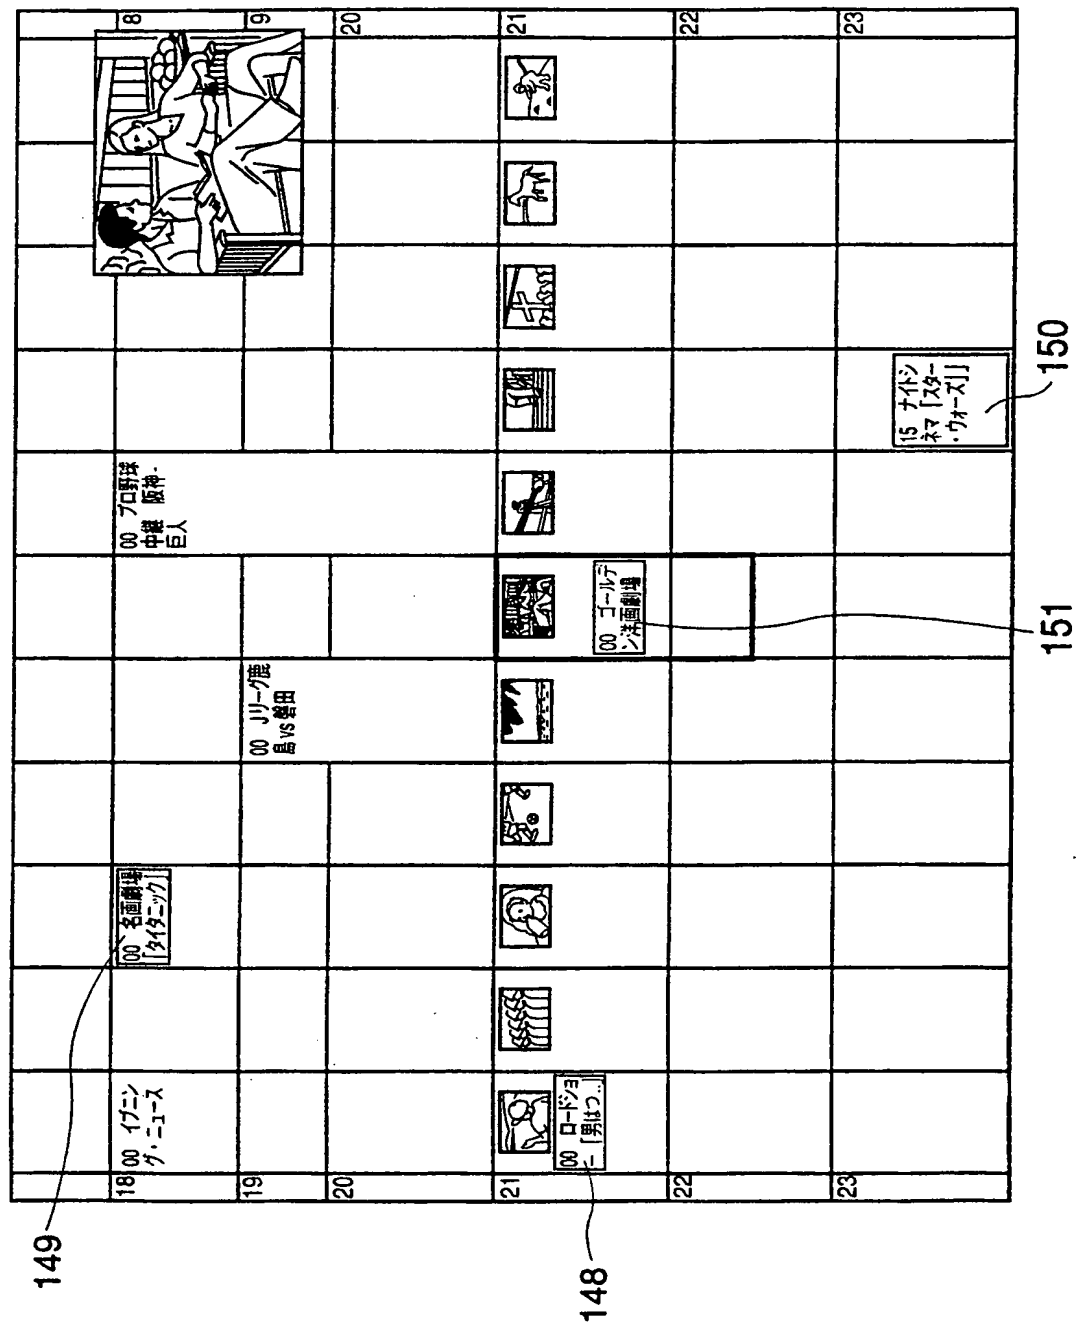 149
18
00 イブニン
グ・ニュース
00 名画劇場
「タイタニック」
00 プロ野球
中継 阪神・
巨人
8
19
00 Jリーグ鹿
島 vs 磐田
9
20
20
21
21
00 ロードショ
ー「男はつ..」
148
00 ゴールデ
ン洋画劇場
22
22
23
23
15 ナイトシ
ネマ「スター
・ウォーズ」
151
150